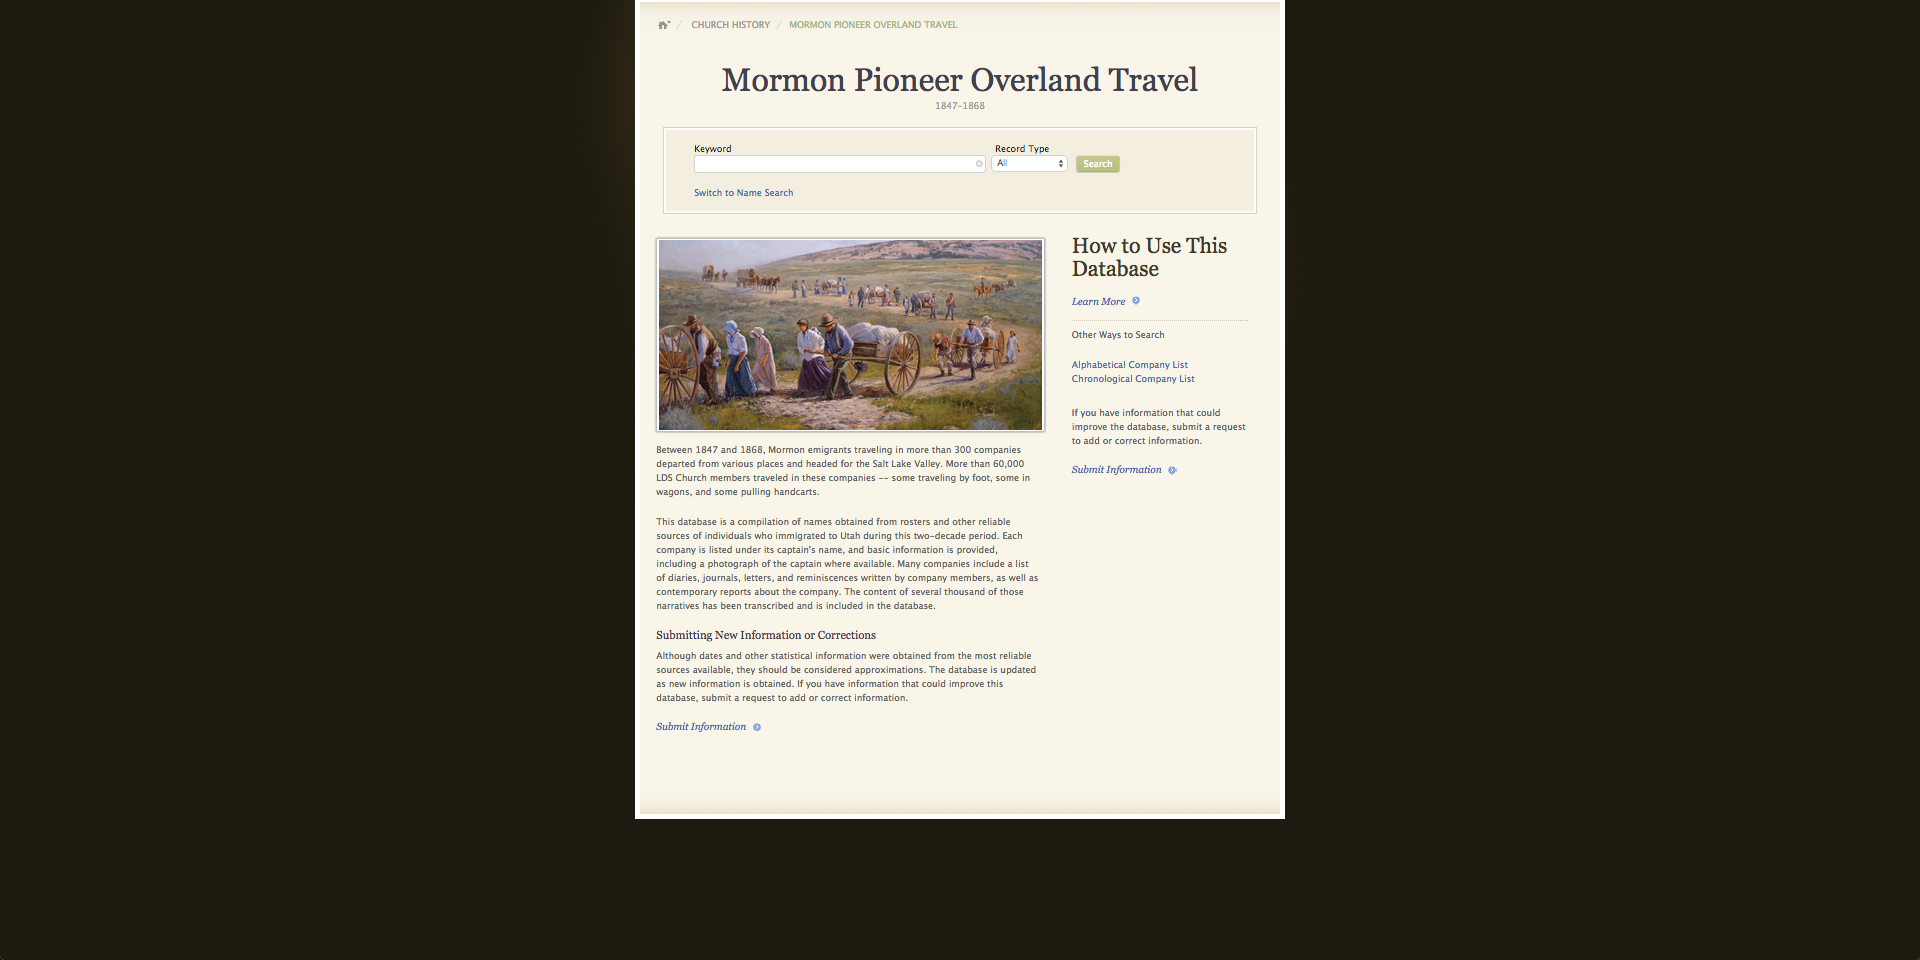 / CHURCH HISTORY / MORMON PIONEER OVERLAND TRAVEL
Mormon Pioneer Overland Travel
1847-1868
Keyword
Record Type
All
Search
Switch to Name Search
Between 1847 and 1868, Mormon emigrants traveling in more than 300 companies
departed from various places and headed for the Salt Lake Valley. More than 60,000
LDS Church members traveled in these companies -- some traveling by foot, some in
wagons, and some pulling handcarts.
This database is a compilation of names obtained from rosters and other reliable
sources of individuals who immigrated to Utah during this two-decade period. Each
company is listed under its captain's name, and basic information is provided,
including a photograph of the captain where available. Many companies include a list
of diaries, journals, letters, and reminiscences written by company members, as well as
contemporary reports about the company. The content of several thousand of those
narratives has been transcribed and is included in the database.
Submitting New Information or Corrections
Although dates and other statistical information were obtained from the most reliable
sources available, they should be considered approximations. The database is updated
as new information is obtained. If you have information that could improve this
database, submit a request to add or correct information.
Submit Information
How to Use This
Database
Learn More
Other Ways to Search
Alphabetical Company List
Chronological Company List
If you have information that could
improve the database, submit a request
to add or correct information.
Submit Information